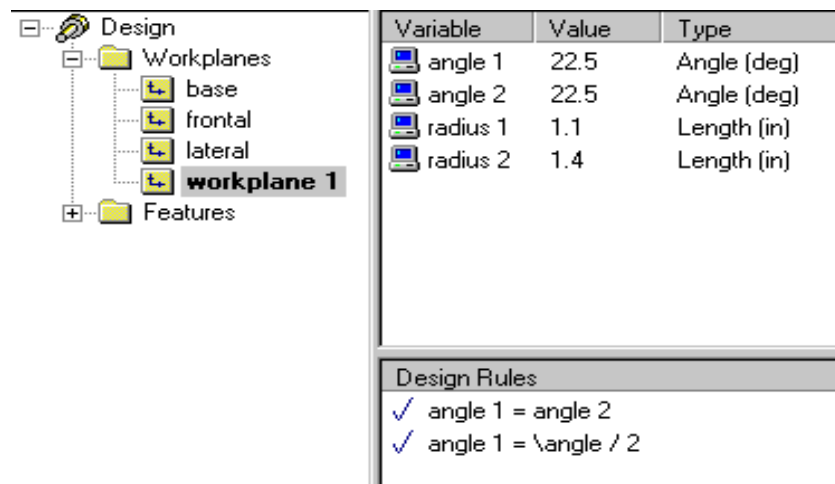 Design
Workplanes
base
frontal
lateral
workplane 1
Features
Variable Value Type
angle 1 22.5 Angle (deg)
angle 2 22.5 Angle (deg)
radius 1 1.1 Length (in)
radius 2 1.4 Length (in)
Design Rules
angle 1 = angle 2
angle 1 = \angle / 2